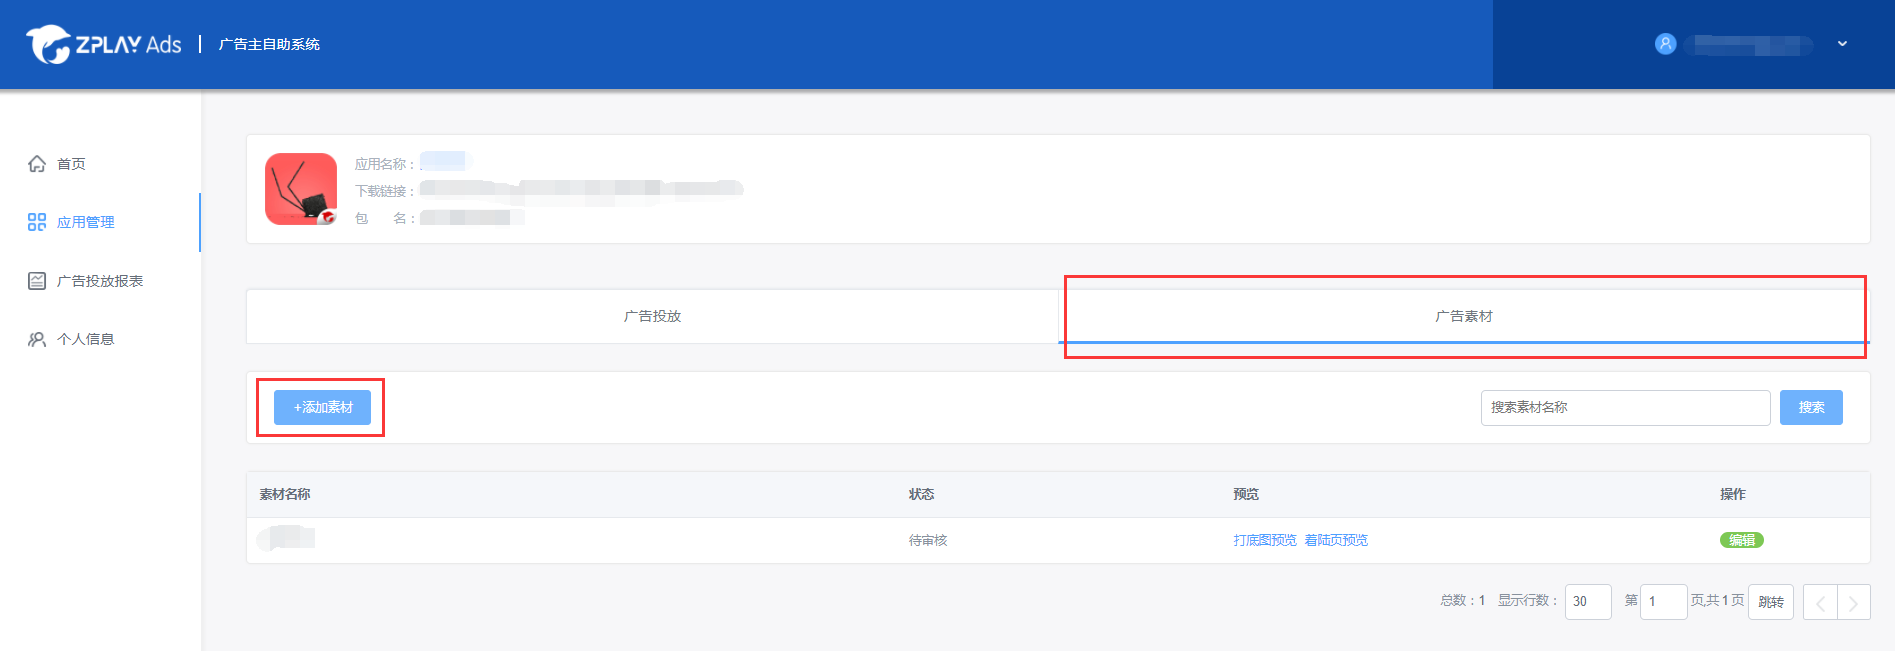 ZPLAY Ads | 广告主自助系统
首页
应用管理
广告投放报表
个人信息
应用名称：
下载链接：
包 名：
广告投放 广告素材
+添加素材 搜索素材名称 搜索
素材名称 状态 预览 操作
待审核 打底图预览 着陆页预览 编辑
总数：1 显示行数： 30 第 1 页,共1页 跳转